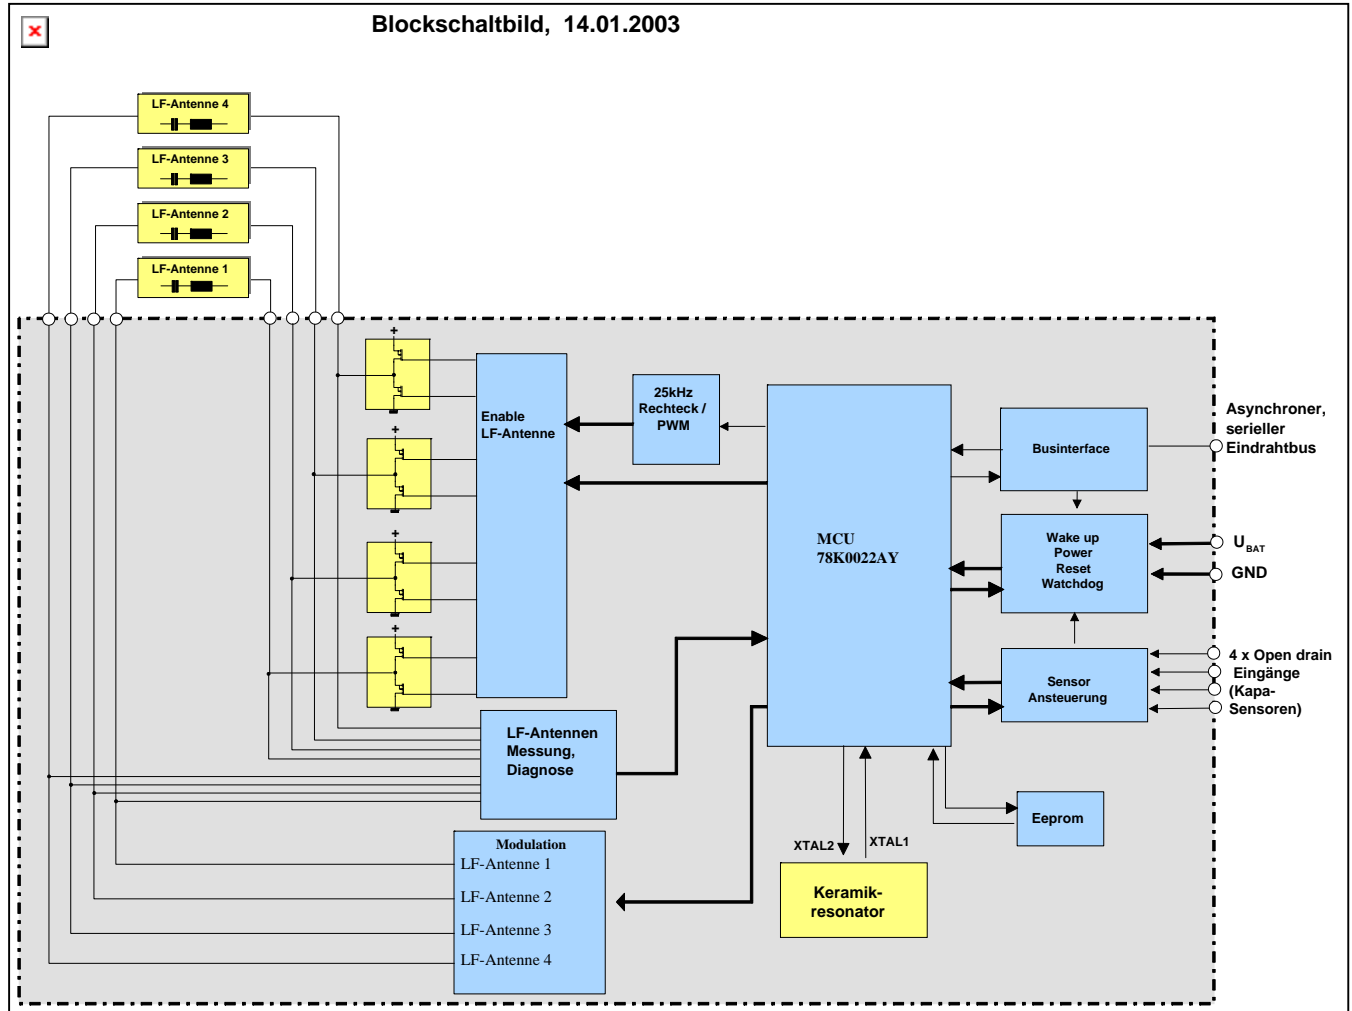 Blockschaltbild, 14.01.2003
LF-Antenne 4
LF-Antenne 3
LF-Antenne 2
LF-Antenne 1
+
+
+
+
Enable
LF-Antenne
25kHz
Rechteck /
PWM
MCU
78K0022AY
Businterface
Asynchroner,
serieller
Eindrahtbus
Wake up
Power
Reset
Watchdog
UBAT
GND
Sensor
Ansteuerung
4 x Open drain
Eingänge
(Kapa-
Sensoren)
LF-Antennen
Messung,
Diagnose
Modulation
LF-Antenne 1
LF-Antenne 2
LF-Antenne 3
LF-Antenne 4
XTAL2
XTAL1
Keramik-
resonator
Eeprom